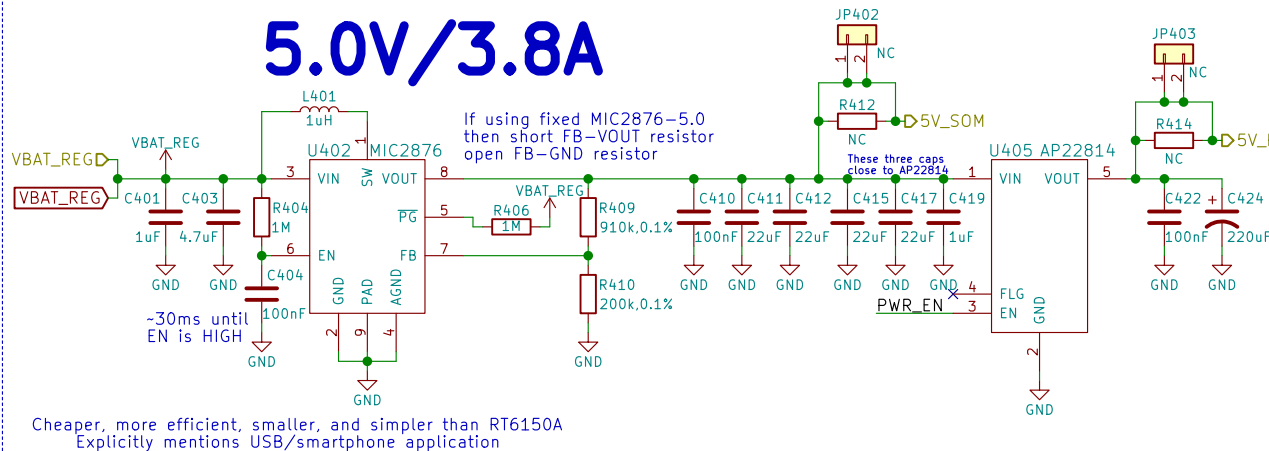 5.0V/3.8A
JP402
1
2
NC
JP403
1
2
NC
L401
1uH
If using fixed MIC2876-5.0
then short FB-VOUT resistor
open FB-GND resistor
R412
NC
5V_SOM
R414
NC
VBAT_REG
VBAT_REG
VBAT_REG
U402
MIC2876
1
SW
3
VIN
VOUT
8
5
PG
6
EN
FB
7
GND
PAD
AGND
2
9
4
GND
C401
1uF
GND
C403
4.7uF
GND
R404
1M
C404
100nF
GND
~30ms until
EN is HIGH
R406
1M
VBAT_REG
R409
910k,0.1%
R410
200k,0.1%
GND
These three caps
close to AP22814
C410
100nF
GND
C411
22uF
GND
C412
22uF
GND
C415
22uF
GND
C417
22uF
GND
C419
1uF
GND
U405
AP22814
1
VIN
VOUT
5
4
FLG
PWR_EN
3
EN
GND
2
GND
C422
100nF
GND
C424
+
220uF
GND
Cheaper, more efficient, smaller, and simpler than RT6150A
Explicitly mentions USB/smartphone application